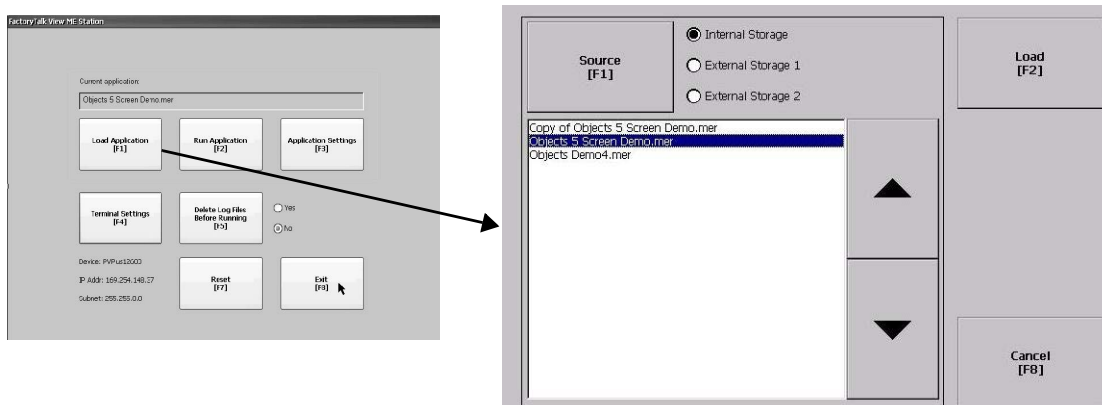 FactoryTalk View ME Station
Current application:
Objects 5 Screen Demo.mer
Load Application
[F1]
Run Application
[F2]
Application Settings
[F3]
Terminal Settings
[F4]
Delete Log Files
Before Running
[F5]
Yes
No
Device: PVPlus1200
IP Addr: 169.254.148.37
Subnet: 255.255.0.0
Reset
[F7]
Exit
[F8]
Source
[F1]
Internal Storage
External Storage 1
External Storage 2
Load
[F2]
Copy of Objects 5 Screen Demo.mer
Objects 5 Screen Demo.mer
Objects Demo4.mer
Cancel
[F8]